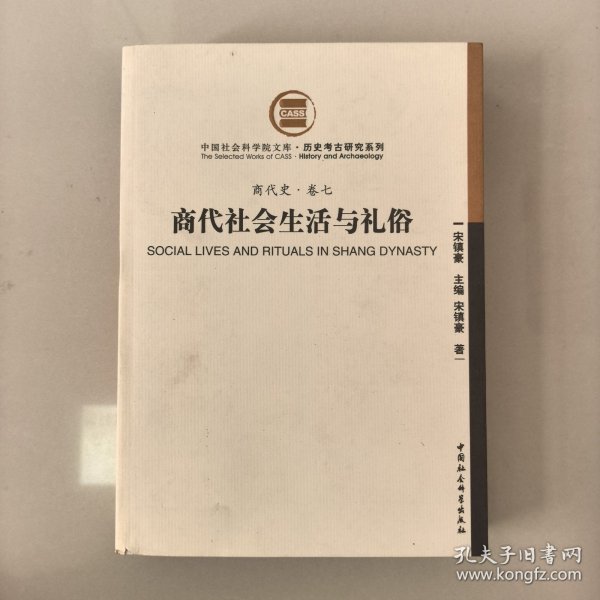 CASS
中国社会科学院文库·历史考古研究系列
The Selected Works of CASS · History and Archaeology
商代史·卷七
商代社会生活与礼俗
SOCIAL LIVES AND RITUALS IN SHANG DYNASTY
宋镇豪 主编 宋镇豪 著
中国社会科学出版社
孔夫子旧书网
www.kongfz.com